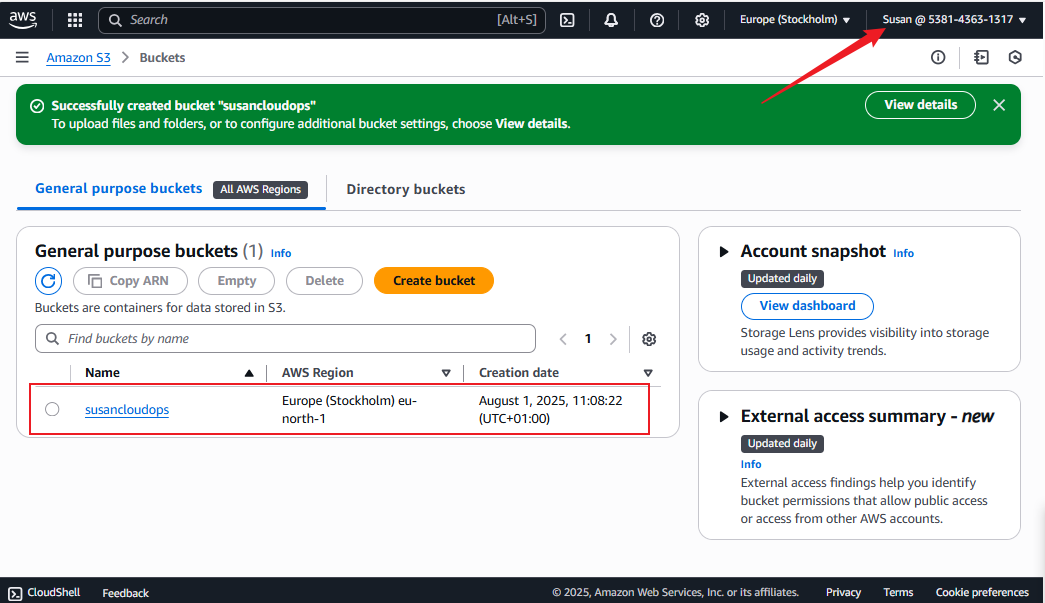 aws
Search [Alt+S] Europe (Stockholm) Susan @ 5381-4363-1317
Amazon S3 Buckets
Successfully created bucket "susancloudops"
To upload files and folders, or to configure additional bucket settings, choose View details.
View details
General purpose buckets All AWS Regions Directory buckets
General purpose buckets (1) Info
Copy ARN Empty Delete Create bucket
Buckets are containers for data stored in S3.
Find buckets by name
1
Name AWS Region Creation date
susancloudops
Europe (Stockholm) eu-
north-1
August 1, 2025, 11:08:22
(UTC+01:00)
Account snapshot Info
Updated daily
View dashboard
Storage Lens provides visibility into storage
usage and activity trends.
External access summary - new
Updated daily
Info
External access findings help you identify
bucket permissions that allow public access
or access from other AWS accounts.
CloudShell Feedback © 2025, Amazon Web Services, Inc. or its affiliates. Privacy Terms Cookie preferences